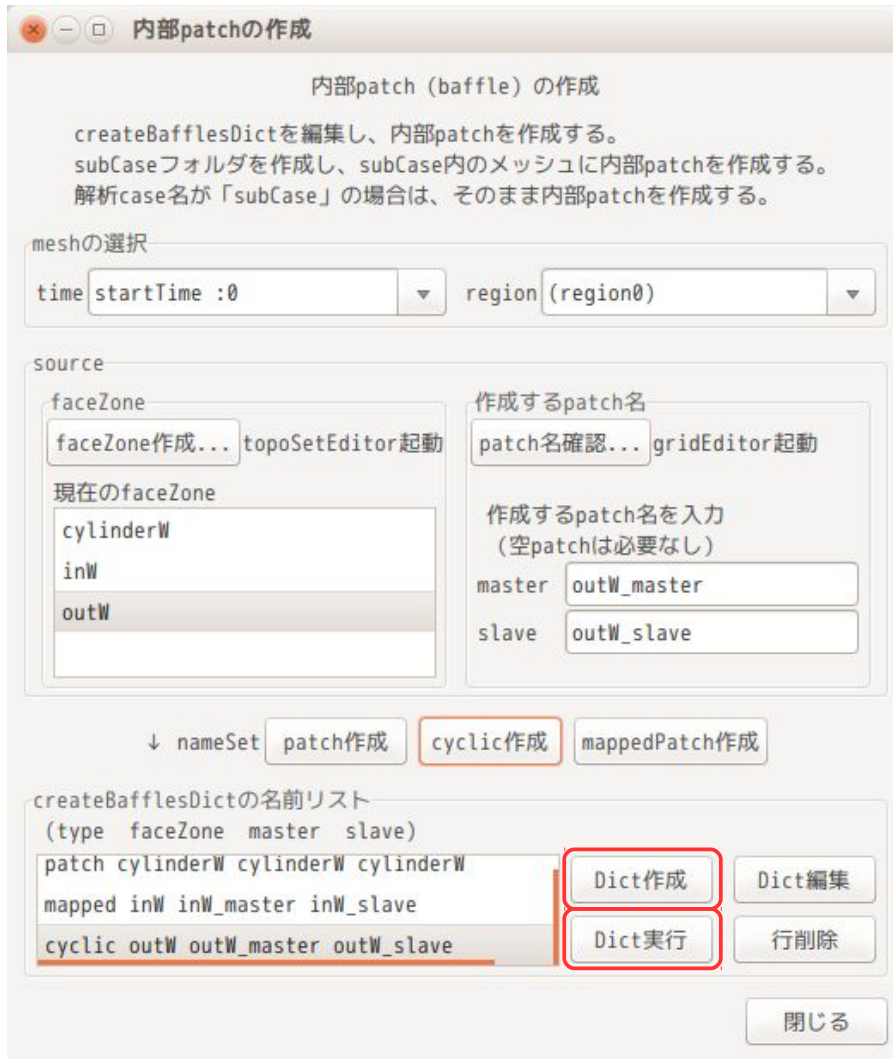 内部patchの作成
内部patch (baffle) の作成
createBafflesDictを編集し、内部patchを作成する。
subCaseフォルダを作成し、subCase内のメッシュに内部patchを作成する。
解析case名が「subCase」の場合は、そのまま内部patchを作成する。
meshの選択
time startTime :0 region (region0)
source
faceZone
faceZone作成... topoSetEditor起動
現在のfaceZone
cylinderW
inW
outW
作成するpatch名
patch名確認... gridEditor起動
作成するpatch名を入力
(空patchは必要なし)
master outW_master
slave outW_slave
↓ nameSet patch作成 cyclic作成 mappedPatch作成
createBafflesDictの名前リスト
(type faceZone master slave)
patch cylinderW cylinderW cylinderW
mapped inW inW_master inW_slave
cyclic outW outW_master outW_slave
Dict作成 Dict編集
Dict実行 行削除
閉じる